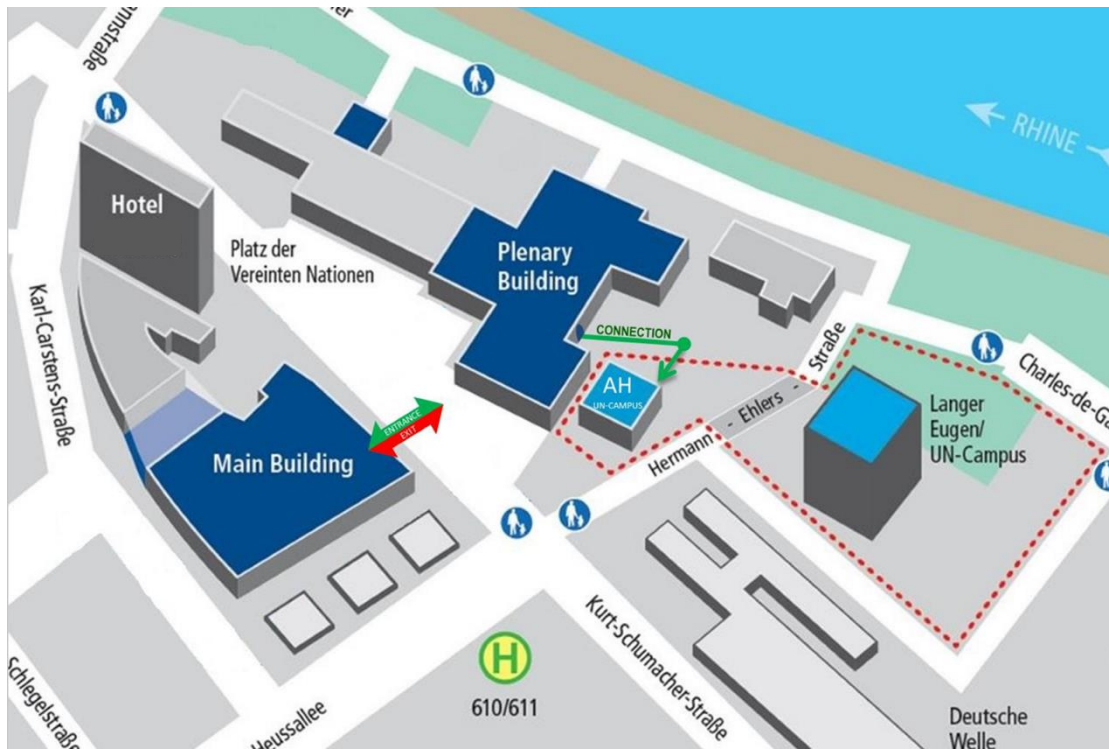 RHINE
Hotel
Platz der
Vereinten Nationen
Plenary
Building
CONNECTION
Karl-Carstens-Straße
AH
UN-CAMPUS
Straße
Ehlers
Hermann
Charles-de-G
Langer
Eugen/
UN-Campus
ENTRANCE
EXIT
Main Building
Kurt-Schumacher-Straße
H
610/611
Schlegelstraße
Heussallee
Deutsche
Welle